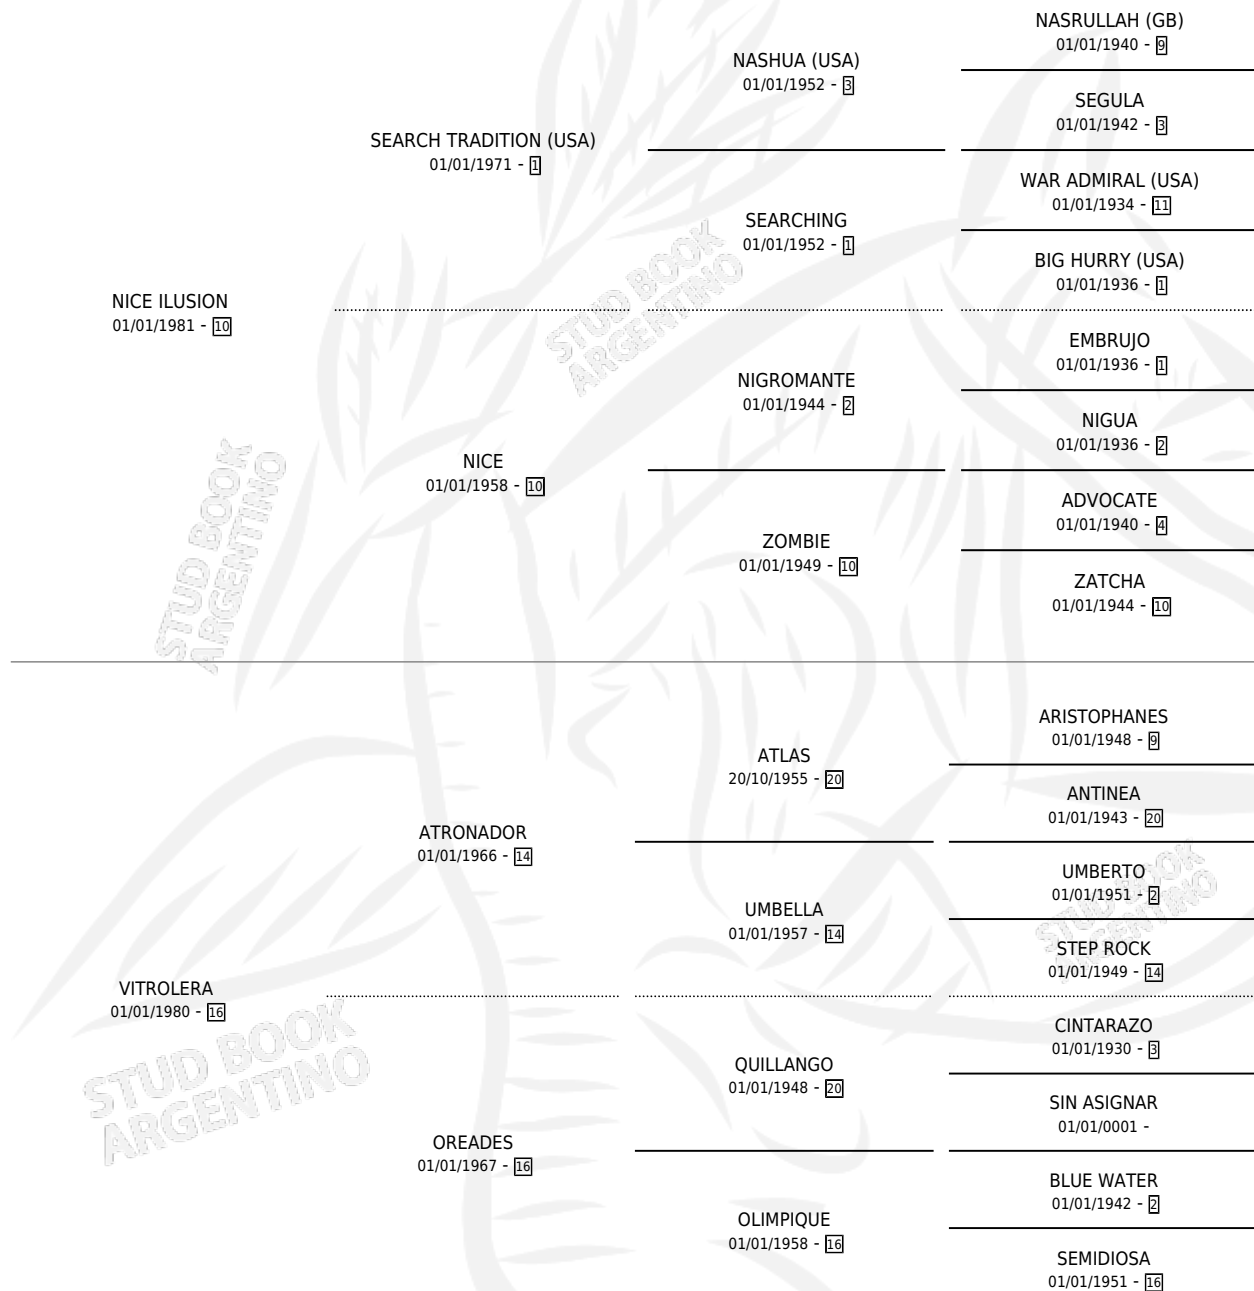 NASRULLAH (GB)
01/01/1940 - 9
NASHUA (USA)
01/01/1952 - 3
SEGULA
01/01/1942 - 3
SEARCH TRADITION (USA)
01/01/1971 - 1
WAR ADMIRAL (USA)
01/01/1934 - 11
SEARCHING
01/01/1952 - 1
BIG HURRY (USA)
01/01/1936 - 1
NICE ILUSION
01/01/1981 - 10
EMBRUJO
01/01/1936 - 1
NIGROMANTE
01/01/1944 - 2
NIGUA
01/01/1936 - 2
NICE
01/01/1958 - 10
ADVOCATE
01/01/1940 - 4
ZOMBIE
01/01/1949 - 10
ZATCHA
01/01/1944 - 10
ARISTOPHANES
01/01/1948 - 9
ATLAS
20/10/1955 - 20
ANTINEA
01/01/1943 - 20
ATRONADOR
01/01/1966 - 14
UMBERTO
01/01/1951 - 2
UMBELLA
01/01/1957 - 14
STEP ROCK
01/01/1949 - 14
VITROLERA
01/01/1980 - 16
CINTARAZO
01/01/1930 - 3
QUILLANGO
01/01/1948 - 20
SIN ASIGNAR
01/01/0001 -
OREADES
01/01/1967 - 16
BLUE WATER
01/01/1942 - 2
OLIMPIQUE
01/01/1958 - 16
SEMIDIOSA
01/01/1951 - 16
STUD BOOK
ARGENTINO
STUD BOOK
ARGENTINO
STUD BOOK
ARGENTINO
STUD BOOK
ARGENTINO